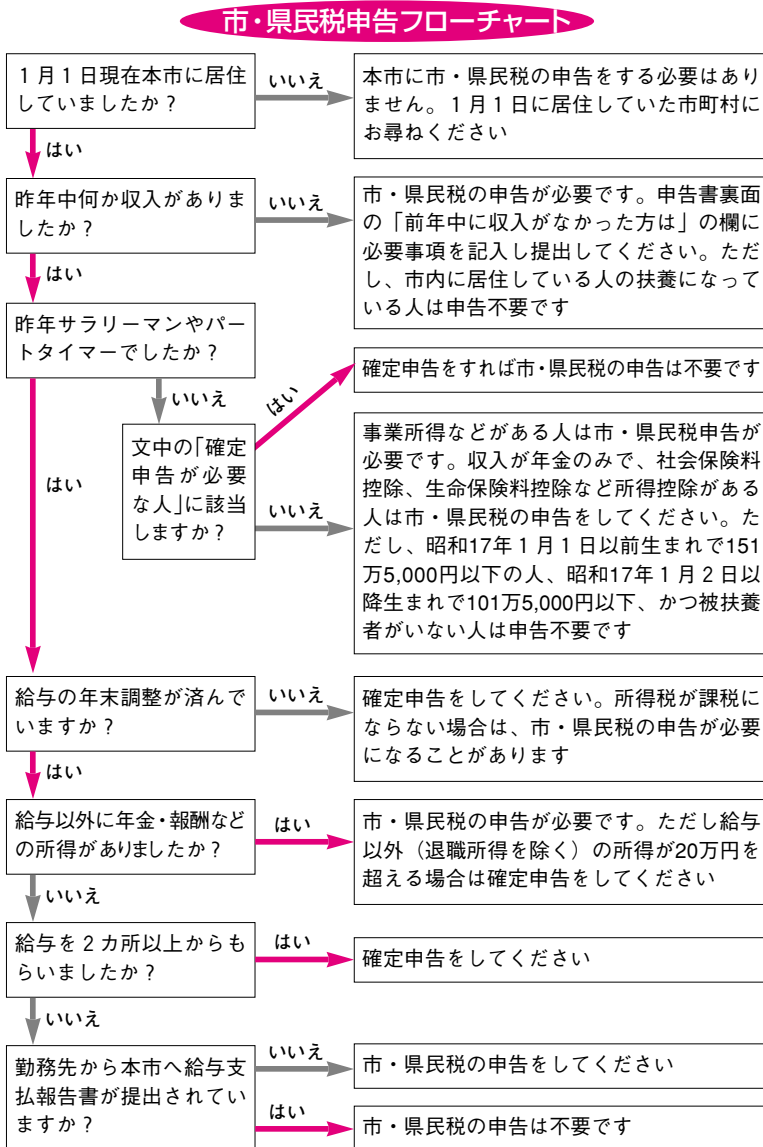 市・県民税申告フローチャート
1月1日現在本市に居住
していましたか？
いいえ
本市に市・県民税の申告をする必要はあり
ません。1月1日に居住していた市町村に
お尋ねください
はい
昨年中何か収入がありま
したか？
いいえ
市・県民税の申告が必要です。申告書裏面
の「前年中に収入がなかった方は」の欄に
必要事項を記入し提出してください。ただ
し、市内に居住している人の扶養になって
いる人は申告不要です
はい
昨年サラリーマンやパー
トタイマーでしたか？
いいえ
はい
確定申告をすれば市・県民税の申告は不要です
文中の「確定
申告が必要
な人」に該当
しますか？
いいえ
事業所得などがある人は市・県民税申告が
必要です。収入が年金のみで、社会保険料
控除、生命保険料控除など所得控除がある
人は市・県民税の申告をしてください。た
だし、昭和17年1月1日以前生まれで151
万5,000円以下の人、昭和17年1月2日以
降生まれで101万5,000円以下、かつ被扶養
者がいない人は申告不要です
はい
給与の年末調整が済んで
いますか？
いいえ
確定申告をしてください。所得税が課税に
ならない場合は、市・県民税の申告が必要
になることがあります
はい
給与以外に年金・報酬など
の所得がありましたか？
はい
市・県民税の申告が必要です。ただし給与
以外（退職所得を除く）の所得が20万円を
超える場合は確定申告をしてください
いいえ
給与を2カ所以上からも
らいましたか？
はい
確定申告をしてください
いいえ
勤務先から本市へ給与支
払報告書が提出されてい
ますか？
いいえ
市・県民税の申告をしてください
はい
市・県民税の申告は不要です